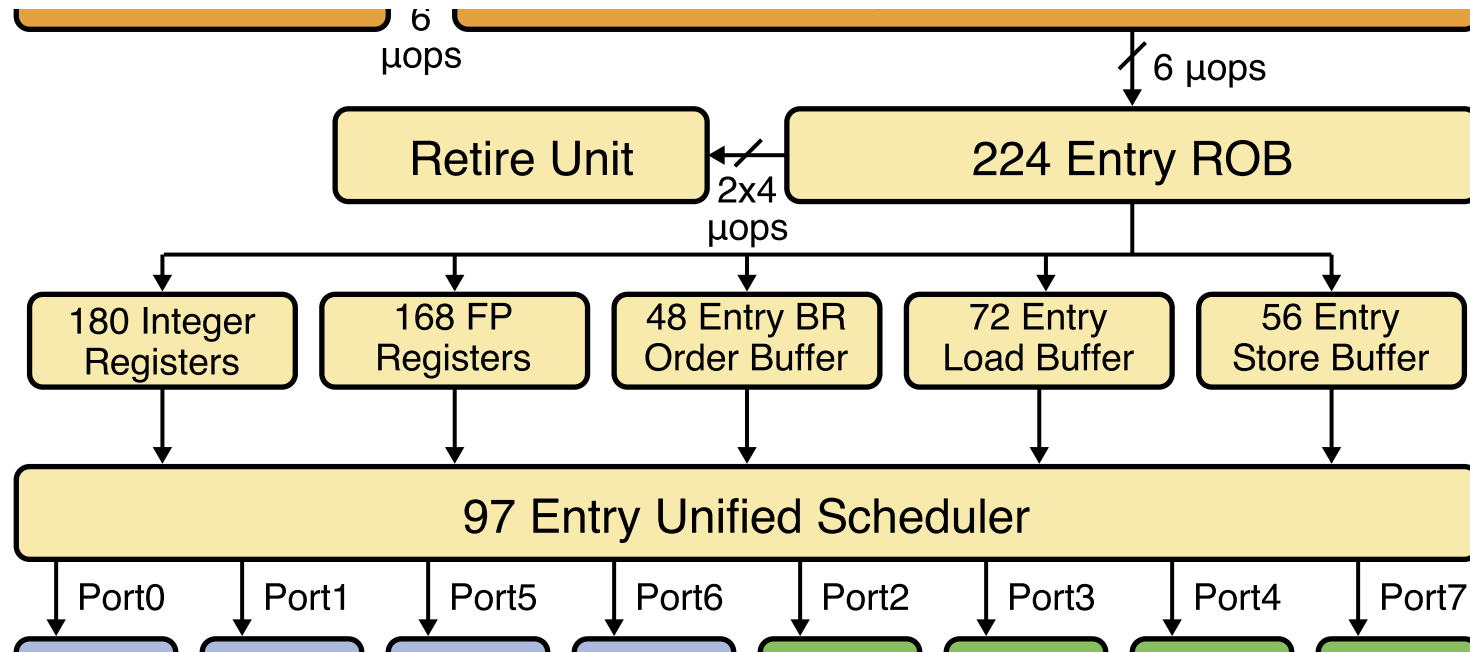 6
µops
6 µops
Retire Unit
224 Entry ROB
2x4
µops
180 Integer
Registers
168 FP
Registers
48 Entry BR
Order Buffer
72 Entry
Load Buffer
56 Entry
Store Buffer
97 Entry Unified Scheduler
Port0
Port1
Port5
Port6
Port2
Port3
Port4
Port7